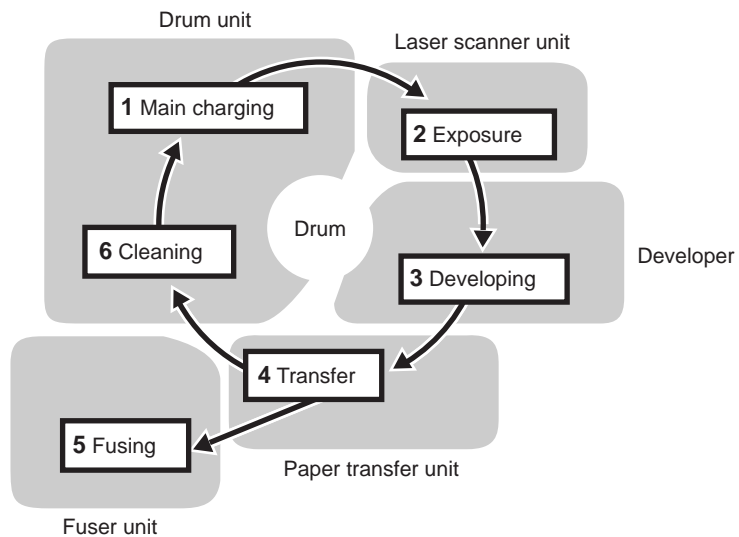 Drum unit
Laser scanner unit
1 Main charging
2 Exposure
Drum
6 Cleaning
Developer
3 Developing
4 Transfer
5 Fusing
Paper transfer unit
Fuser unit